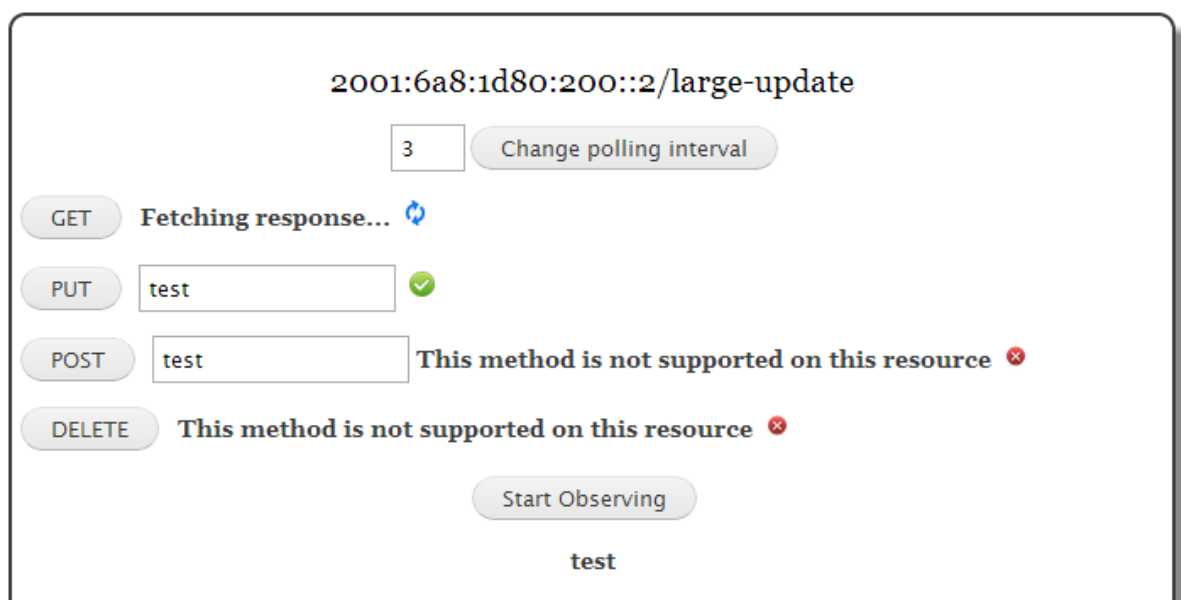 2001:6a8:1d80:200::2/large-update
3 Change polling interval
GET Fetching response...
PUT test
POST test This method is not supported on this resource
DELETE This method is not supported on this resource
Start Observing
test